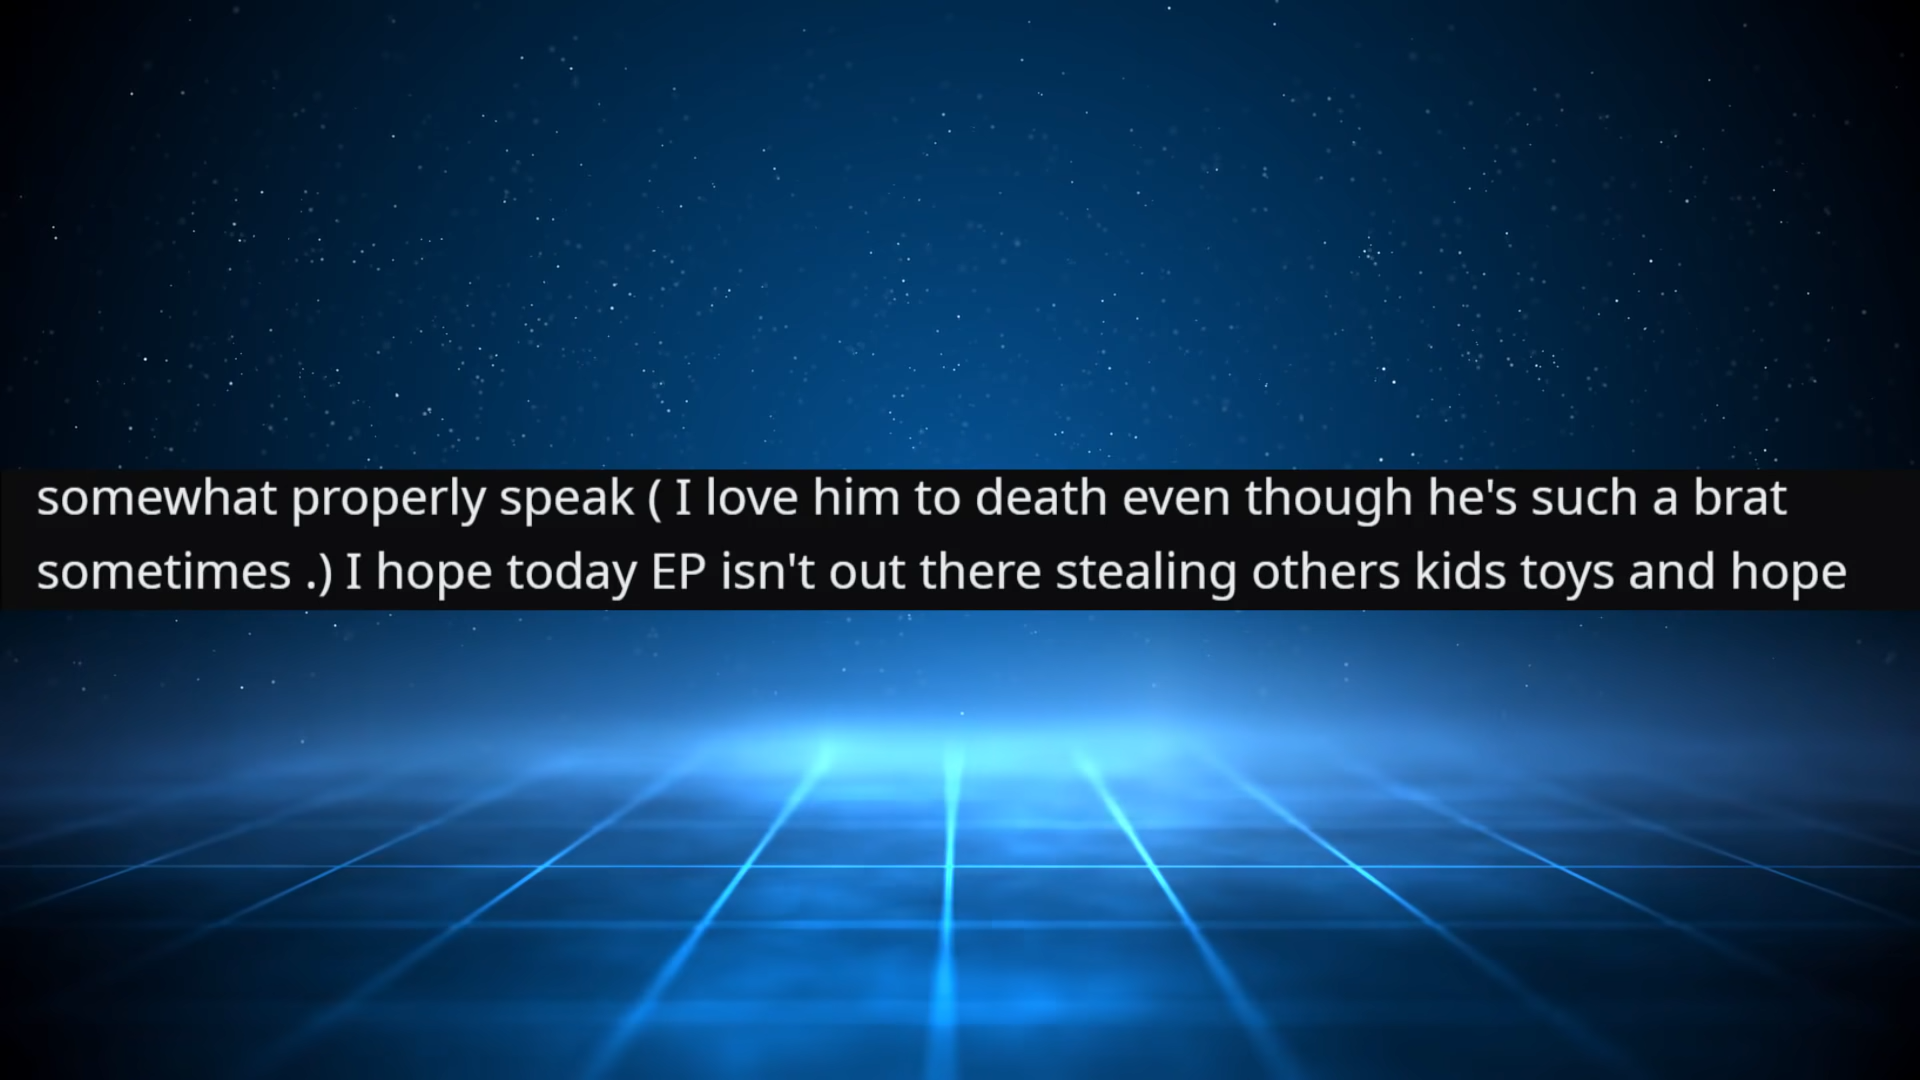 somewhat properly speak ( I love him to death even though he's such a brat
sometimes .) I hope today EP isn't out there stealing others kids toys and hope